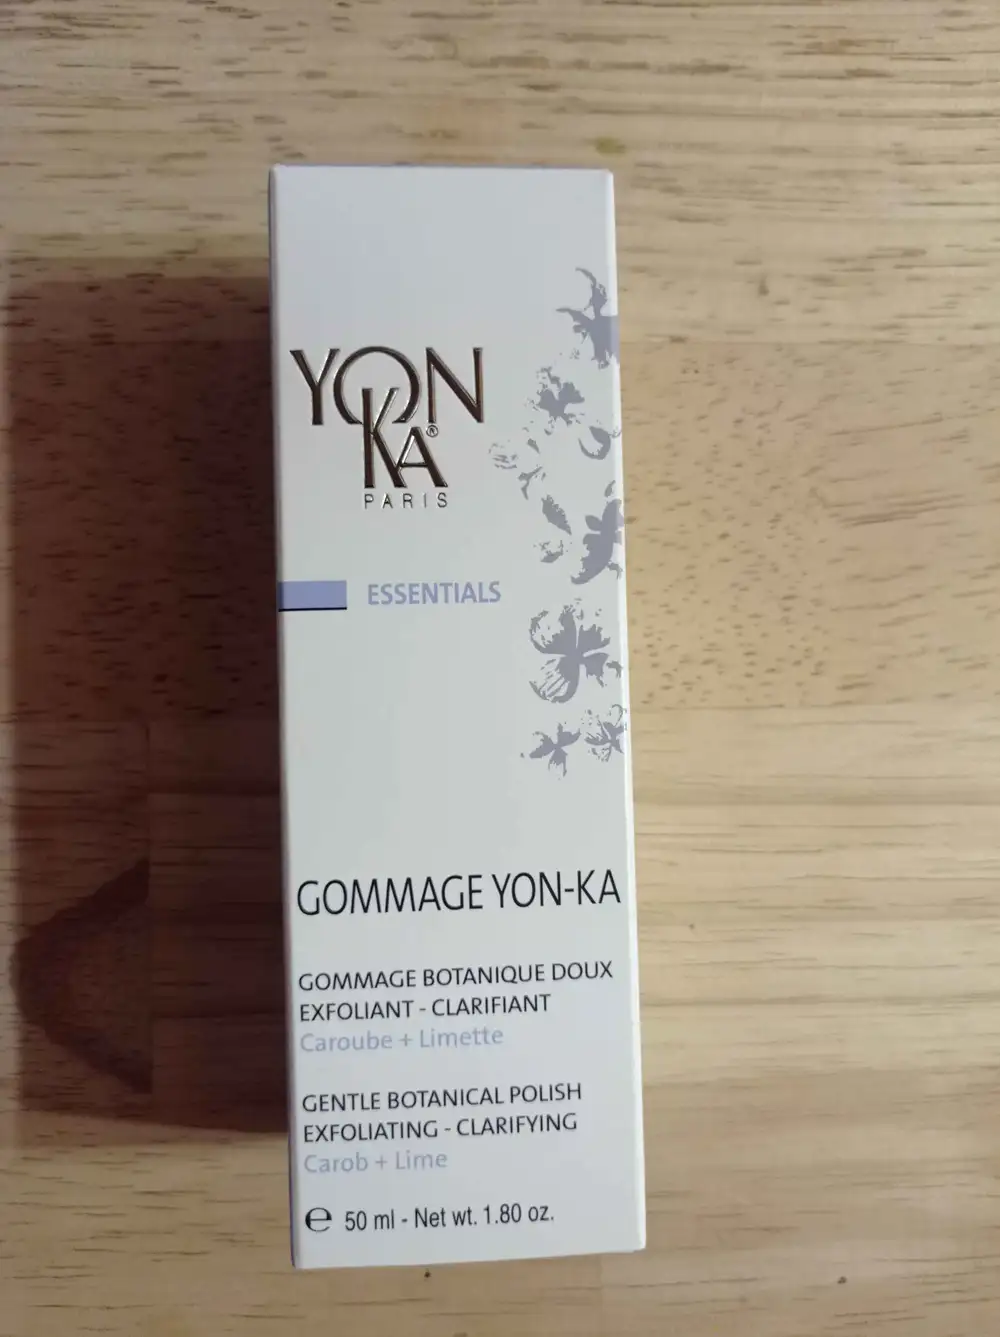 YON
KA®
PARIS
ESSENTIALS
GOMMAGE YON-KA
GOMMAGE BOTANIQUE DOUX
EXFOLIANT - CLARIFIANT
Caroube + Limette
GENTLE BOTANICAL POLISH
EXFOLIATING - CLARIFYING
Carob + Lime
℮ 50 ml - Net wt. 1.80 oz.